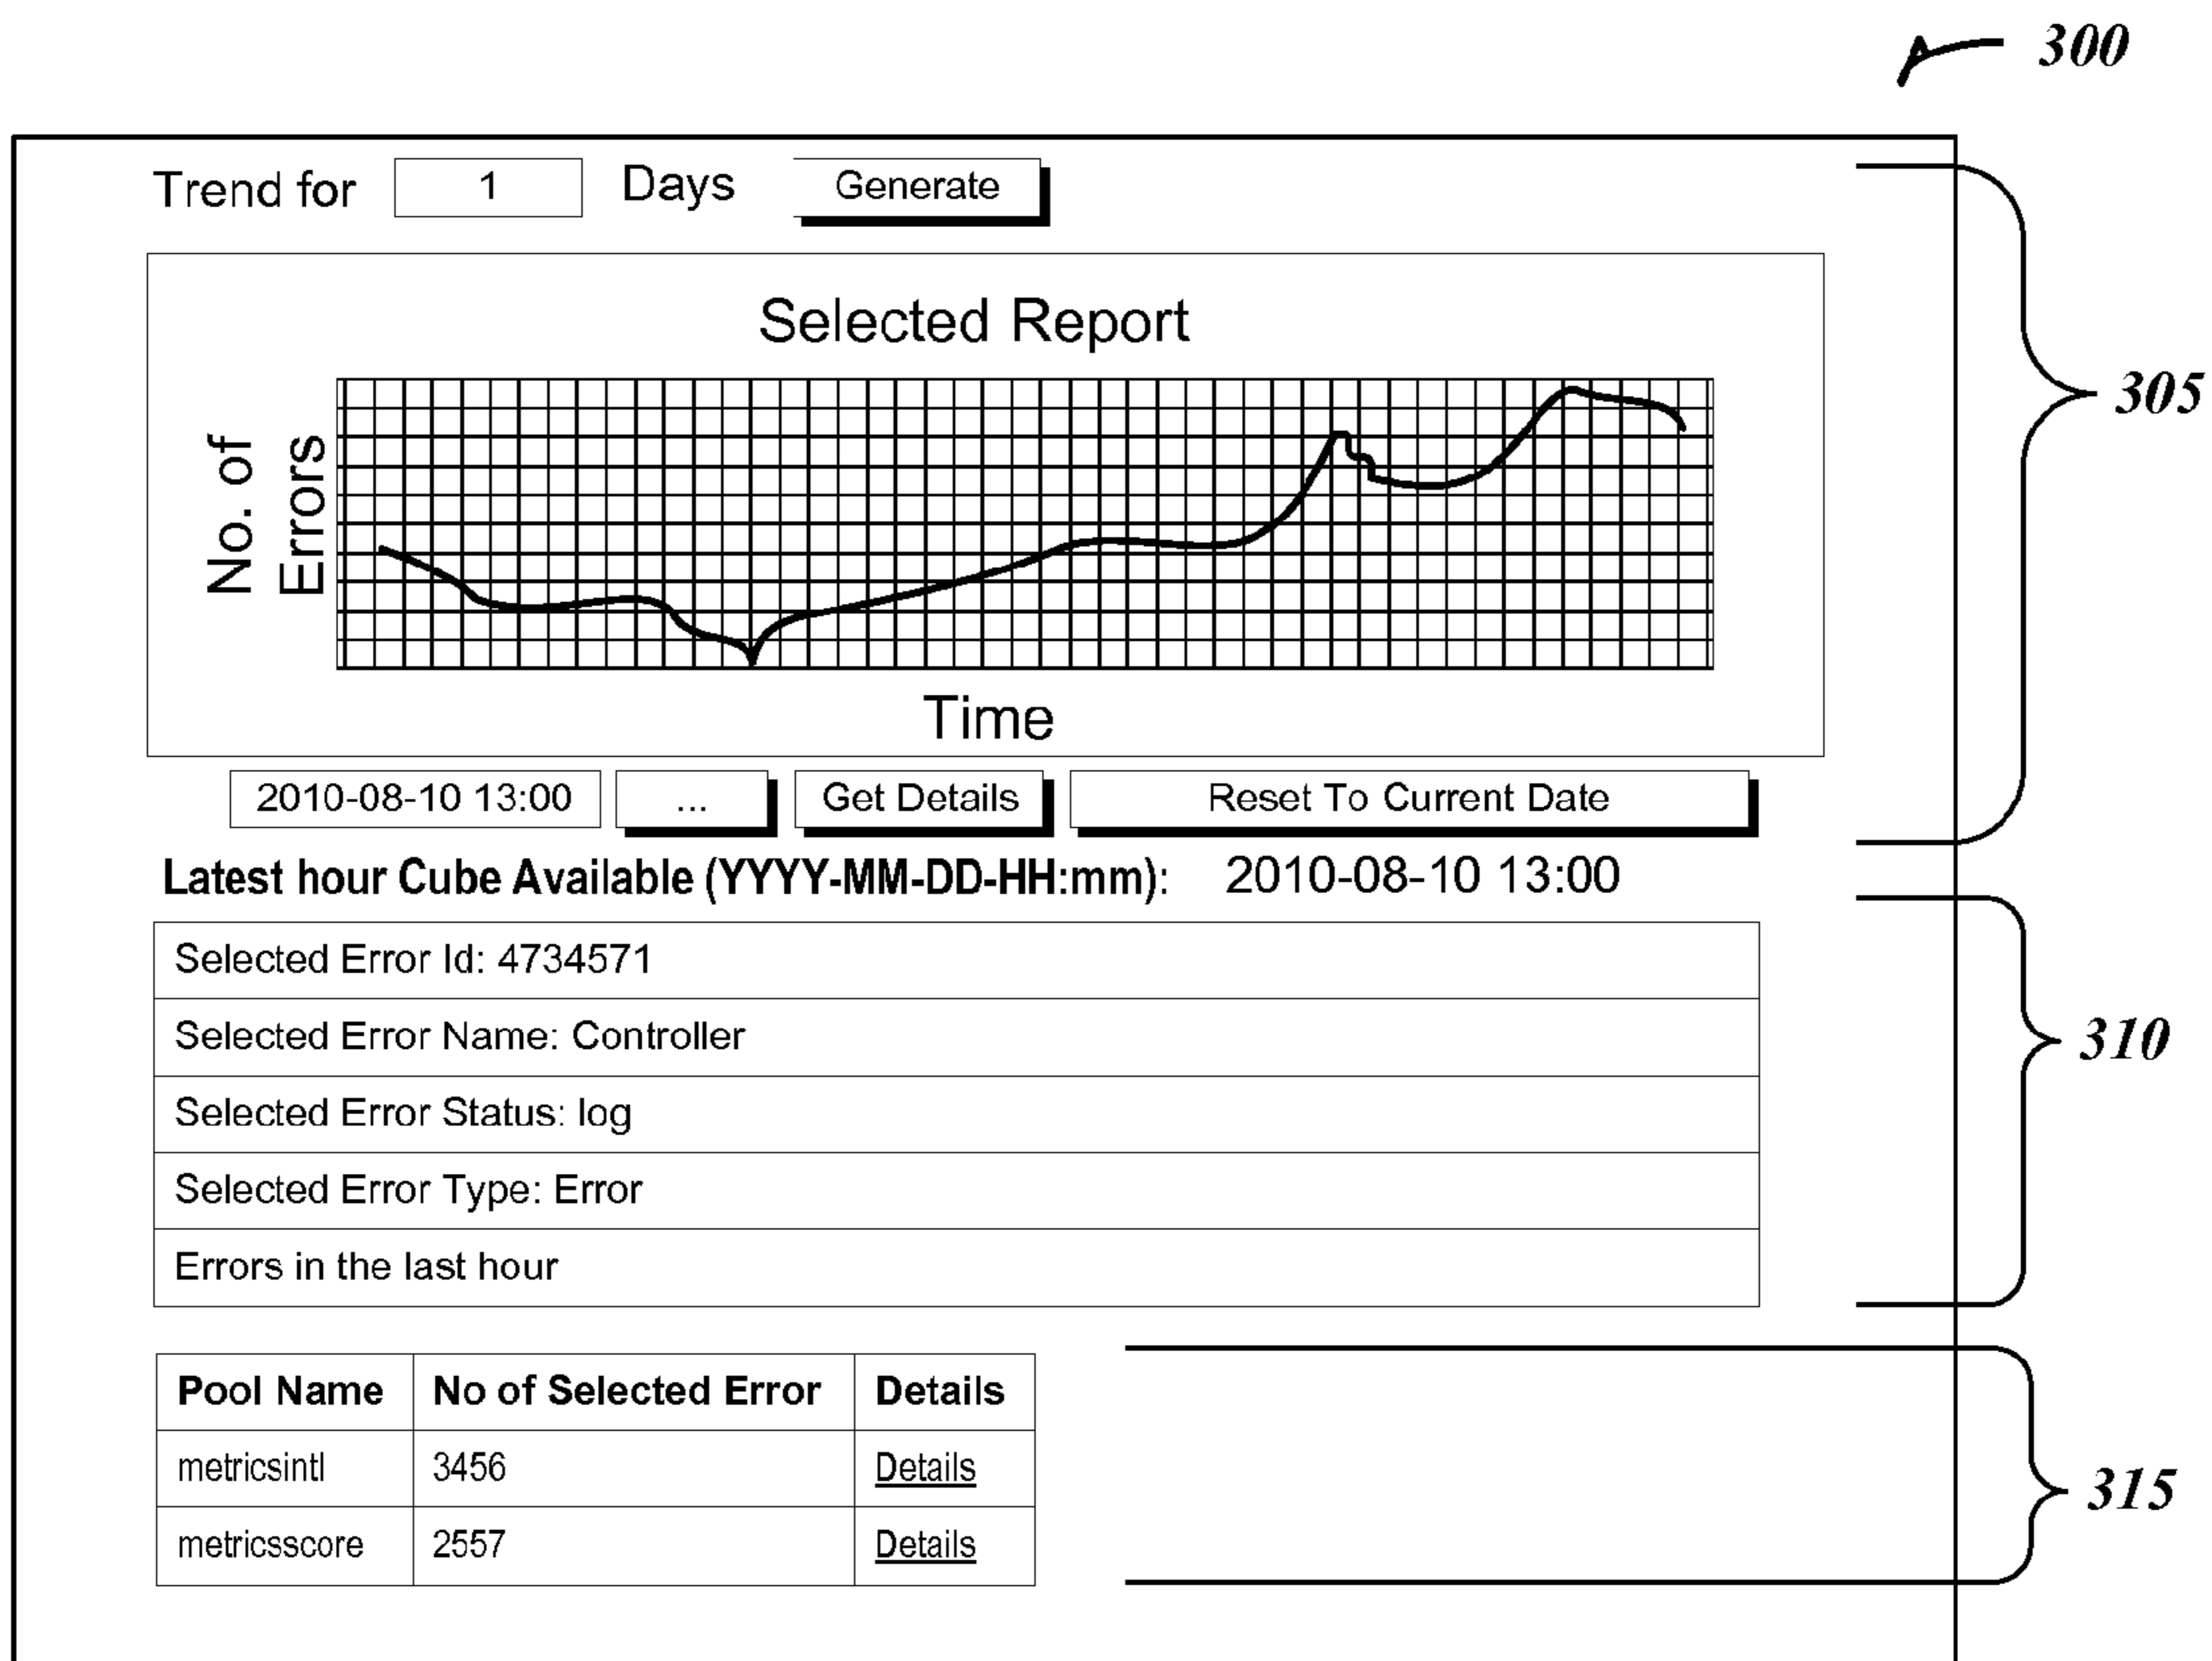 300
Trend for 1 Days Generate
Selected Report
No. of
Errors
Time
305
2010-08-10 13:00 ... Get Details Reset To Current Date
Latest hour Cube Available (YYYY-MM-DD-HH:mm): 2010-08-10 13:00
Selected Error Id: 4734571
Selected Error Name: Controller
310
Selected Error Status: log
Selected Error Type: Error
Errors in the last hour
Pool Name No of Selected Error Details
metricsintl 3456 Details
315
metricsscore 2557 Details